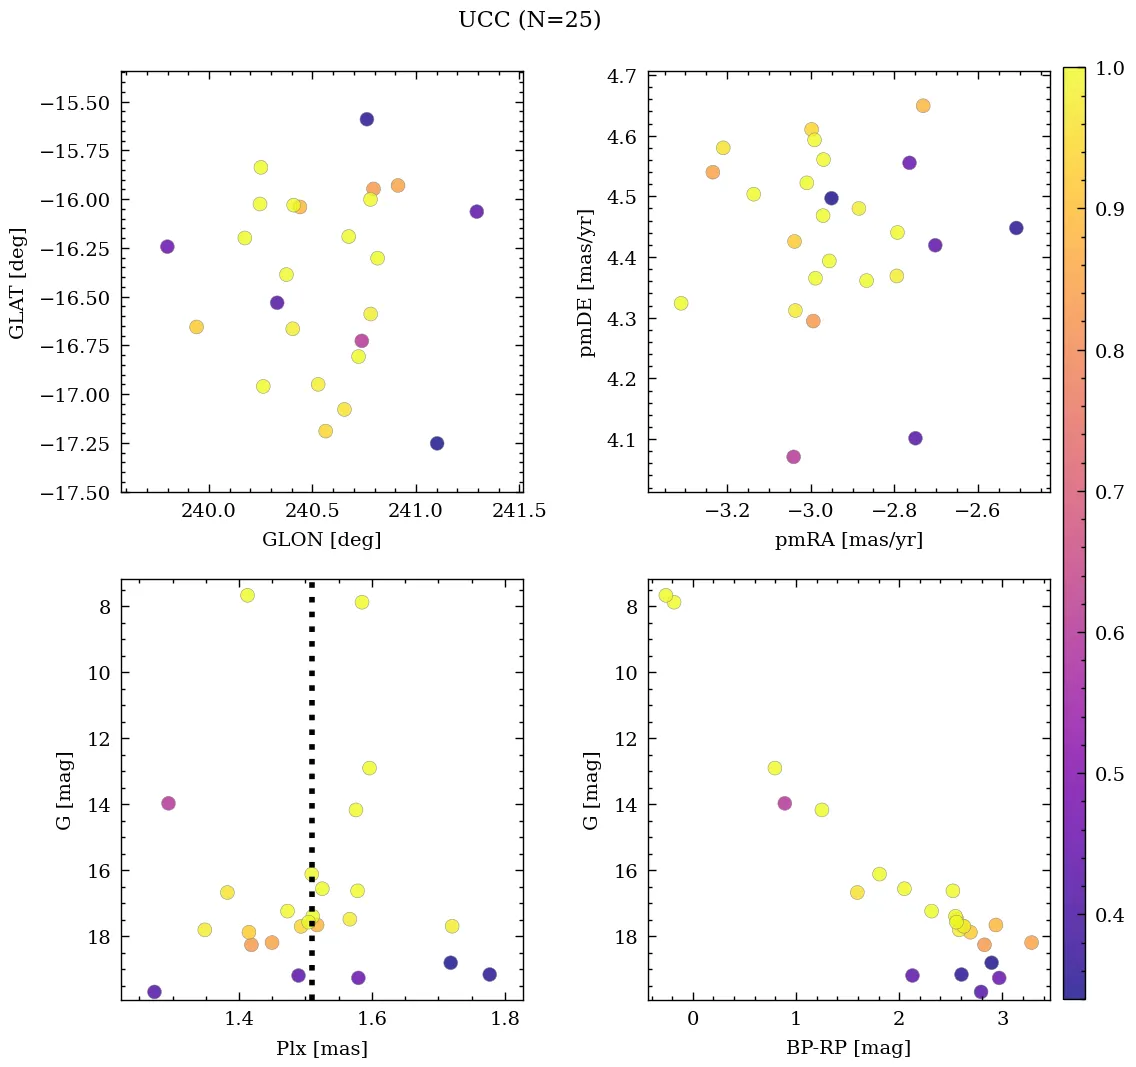 UCC (N=25)
−15.50
−15.75
−16.00
−16.25
−16.50
−16.75
−17.00
−17.25
−17.50
GLAT [deg]
240.0 240.5 241.0 241.5
GLON [deg]
4.7
4.6
4.5
4.4
4.3
4.2
4.1
pmDE [mas/yr]
−3.2 −3.0 −2.8 −2.6
pmRA [mas/yr]
8
10
12
14
16
18
G [mag]
1.4 1.6 1.8
Plx [mas]
8
10
12
14
16
18
G [mag]
0 1 2 3
BP-RP [mag]
1.0
0.9
0.8
0.7
0.6
0.5
0.4